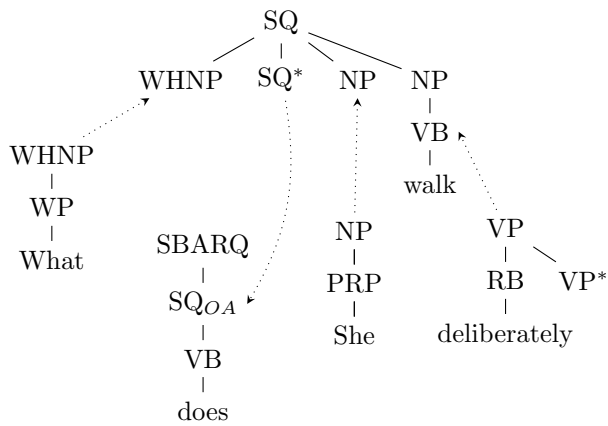 SQ
WHNP SQ* NP NP
VB
walk
WHNP
WP
What
SBARQ
SQ_OA
VB
does
NP
PRP
She
VP
RB VP*
deliberately